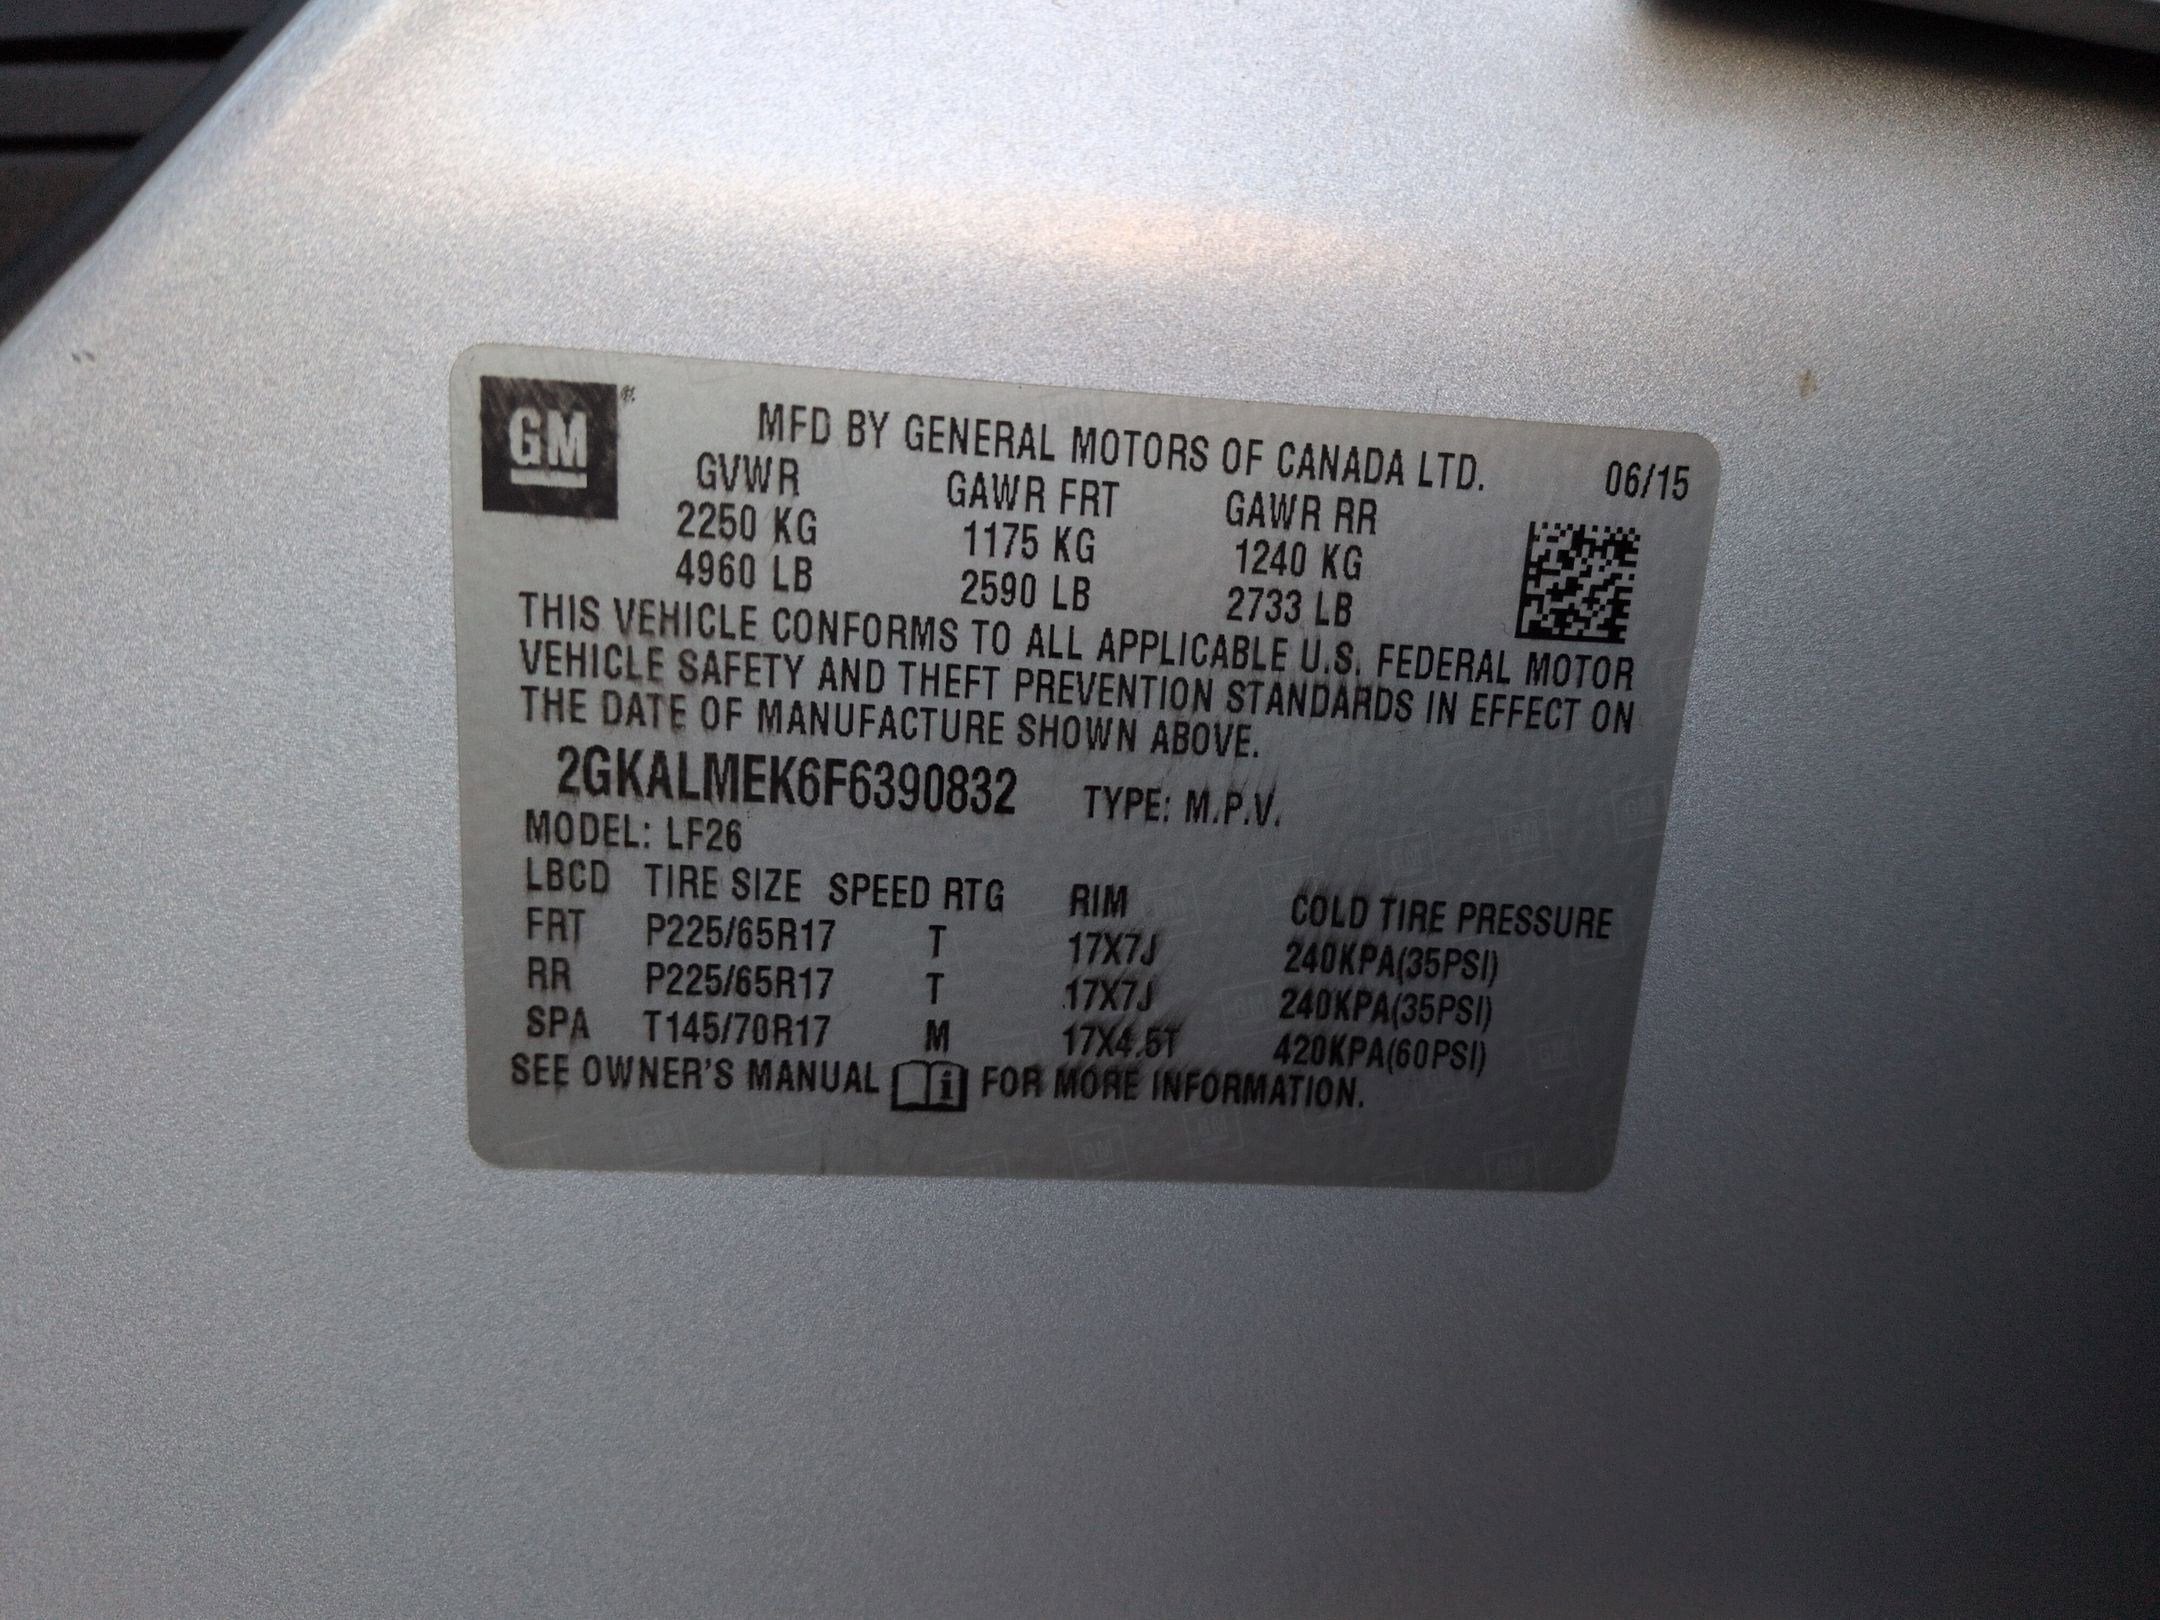 GM
MFD BY GENERAL MOTORS OF CANADA LTD. 06/15
GVWR GAWR FRT GAWR RR
2250 KG 1175 KG 1240 KG
4960 LB 2590 LB 2733 LB
THIS VEHICLE CONFORMS TO ALL APPLICABLE U.S. FEDERAL MOTOR
VEHICLE SAFETY AND THEFT PREVENTION STANDARDS IN EFFECT ON
THE DATE OF MANUFACTURE SHOWN ABOVE.
2GKALMEK6F6390832 TYPE: M.P.V.
MODEL: LF26
LBCD TIRE SIZE SPEED RTG RIM COLD TIRE PRESSURE
FRT P225/65R17 T 17X7J 240KPA(35PSI)
RR P225/65R17 T 17X7J 240KPA(35PSI)
SPA T145/70R17 M 17X4.5T 420KPA(60PSI)
SEE OWNER'S MANUAL i FOR MORE INFORMATION.